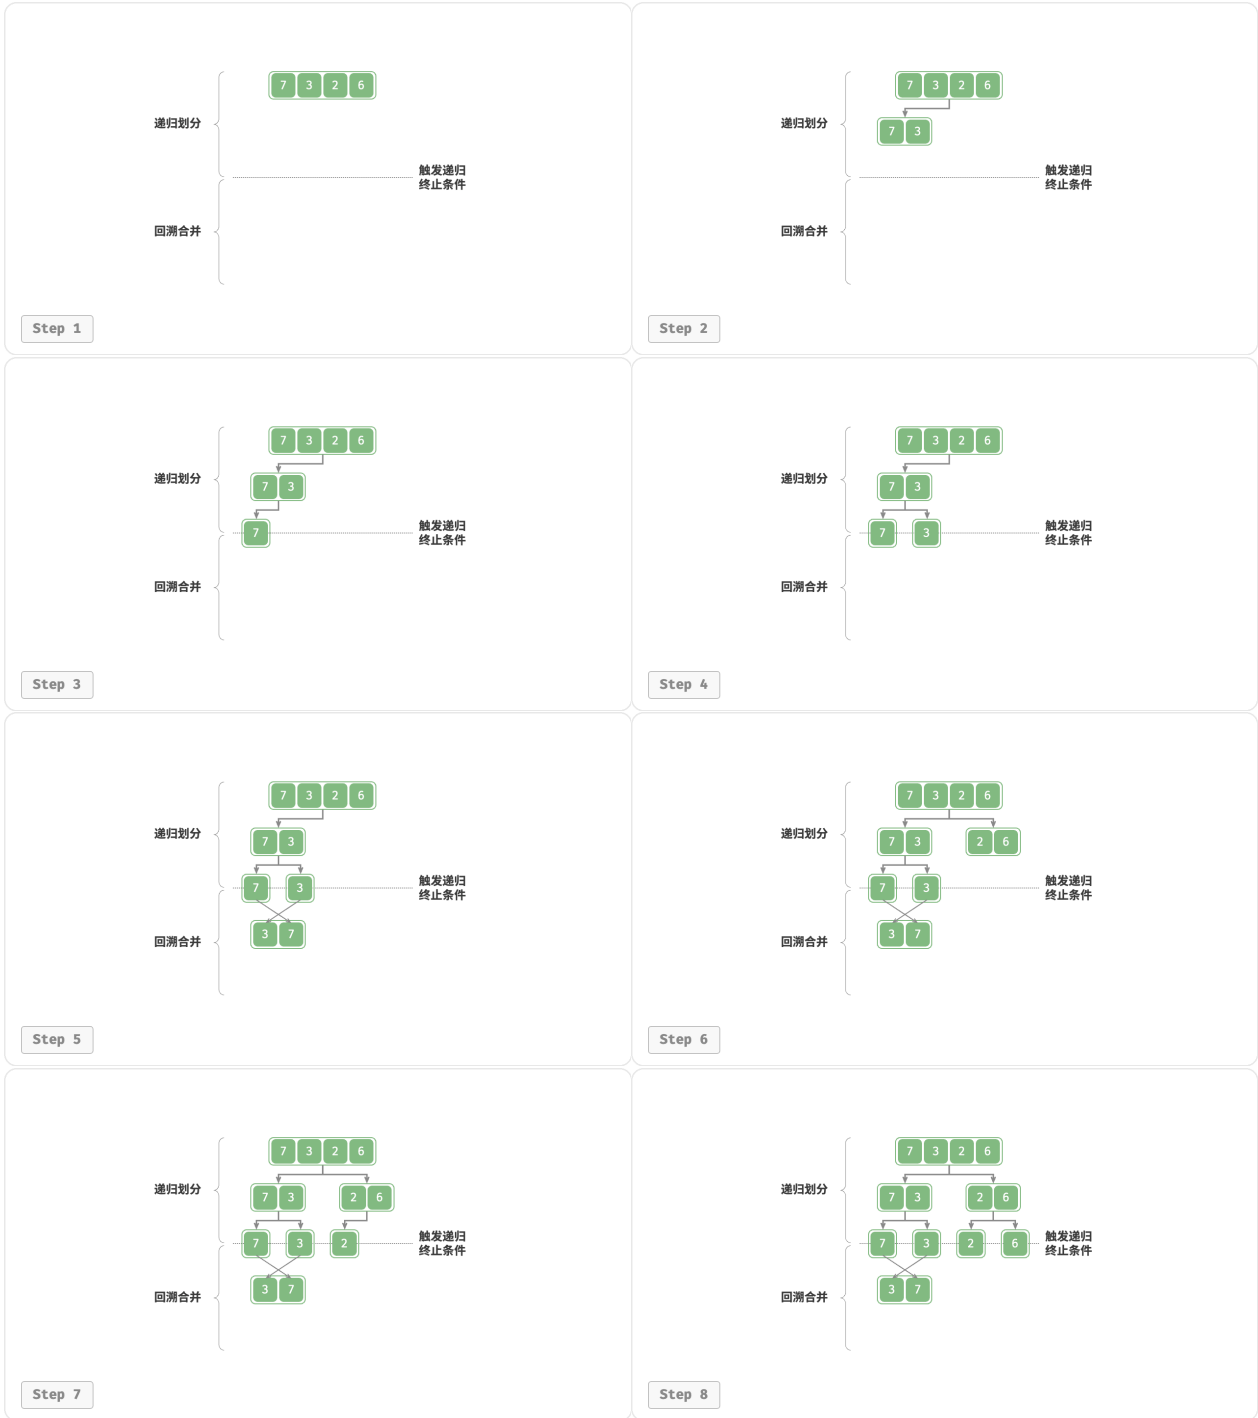 7 3 2 6
递归划分
触发递归
终止条件
回溯合并
Step 1
7 3 2 6
7 3
递归划分
触发递归
终止条件
回溯合并
Step 2
7 3 2 6
递归划分
7 3
7
触发递归
终止条件
回溯合并
Step 3
7 3 2 6
递归划分
7 3
7 3
触发递归
终止条件
回溯合并
Step 4
7 3 2 6
递归划分
7 3
7 3
触发递归
终止条件
3 7
回溯合并
Step 5
7 3 2 6
递归划分
7 3 2 6
7 3
触发递归
终止条件
3 7
回溯合并
Step 6
7 3 2 6
递归划分
7 3 2 6
7 3 2
触发递归
终止条件
3 7
回溯合并
Step 7
7 3 2 6
递归划分
7 3 2 6
7 3 2 6
触发递归
终止条件
3 7
回溯合并
Step 8